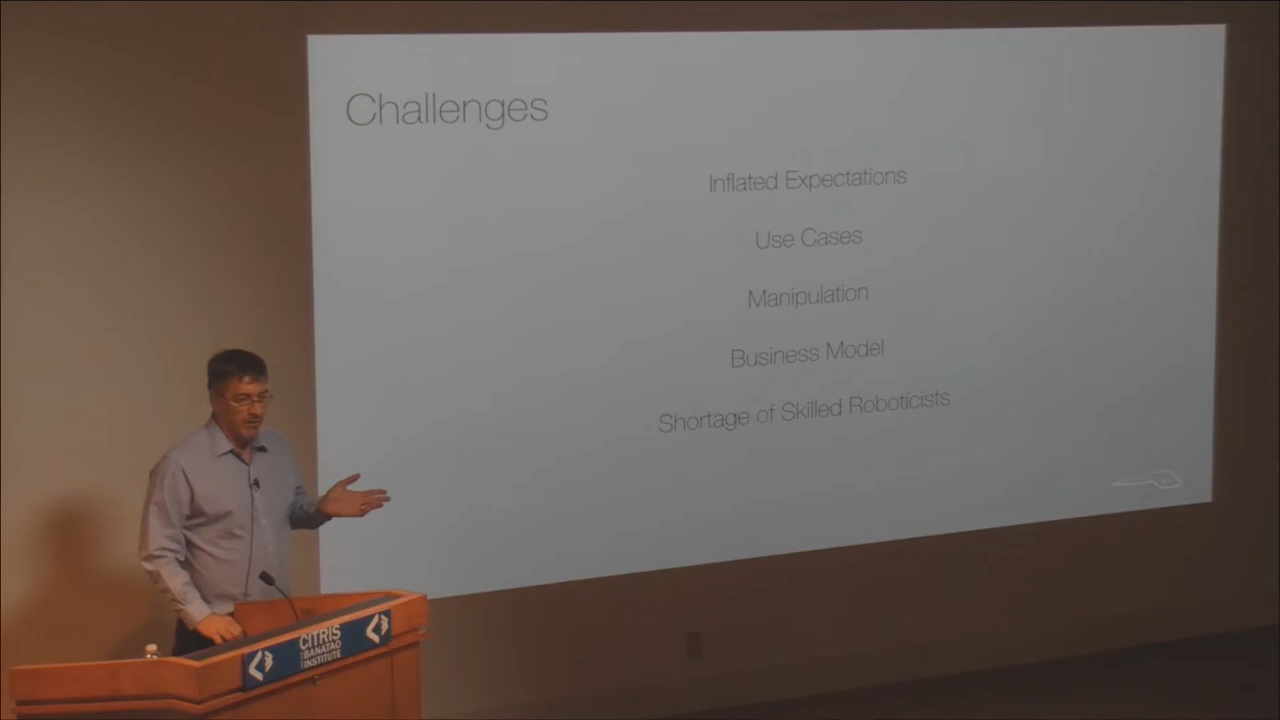 Challenges
Inflated Expectations
Use Cases
Manipulation
Business Model
Shortage of Skilled Roboticists
CITRIS
BANATAO
INSTITUTE